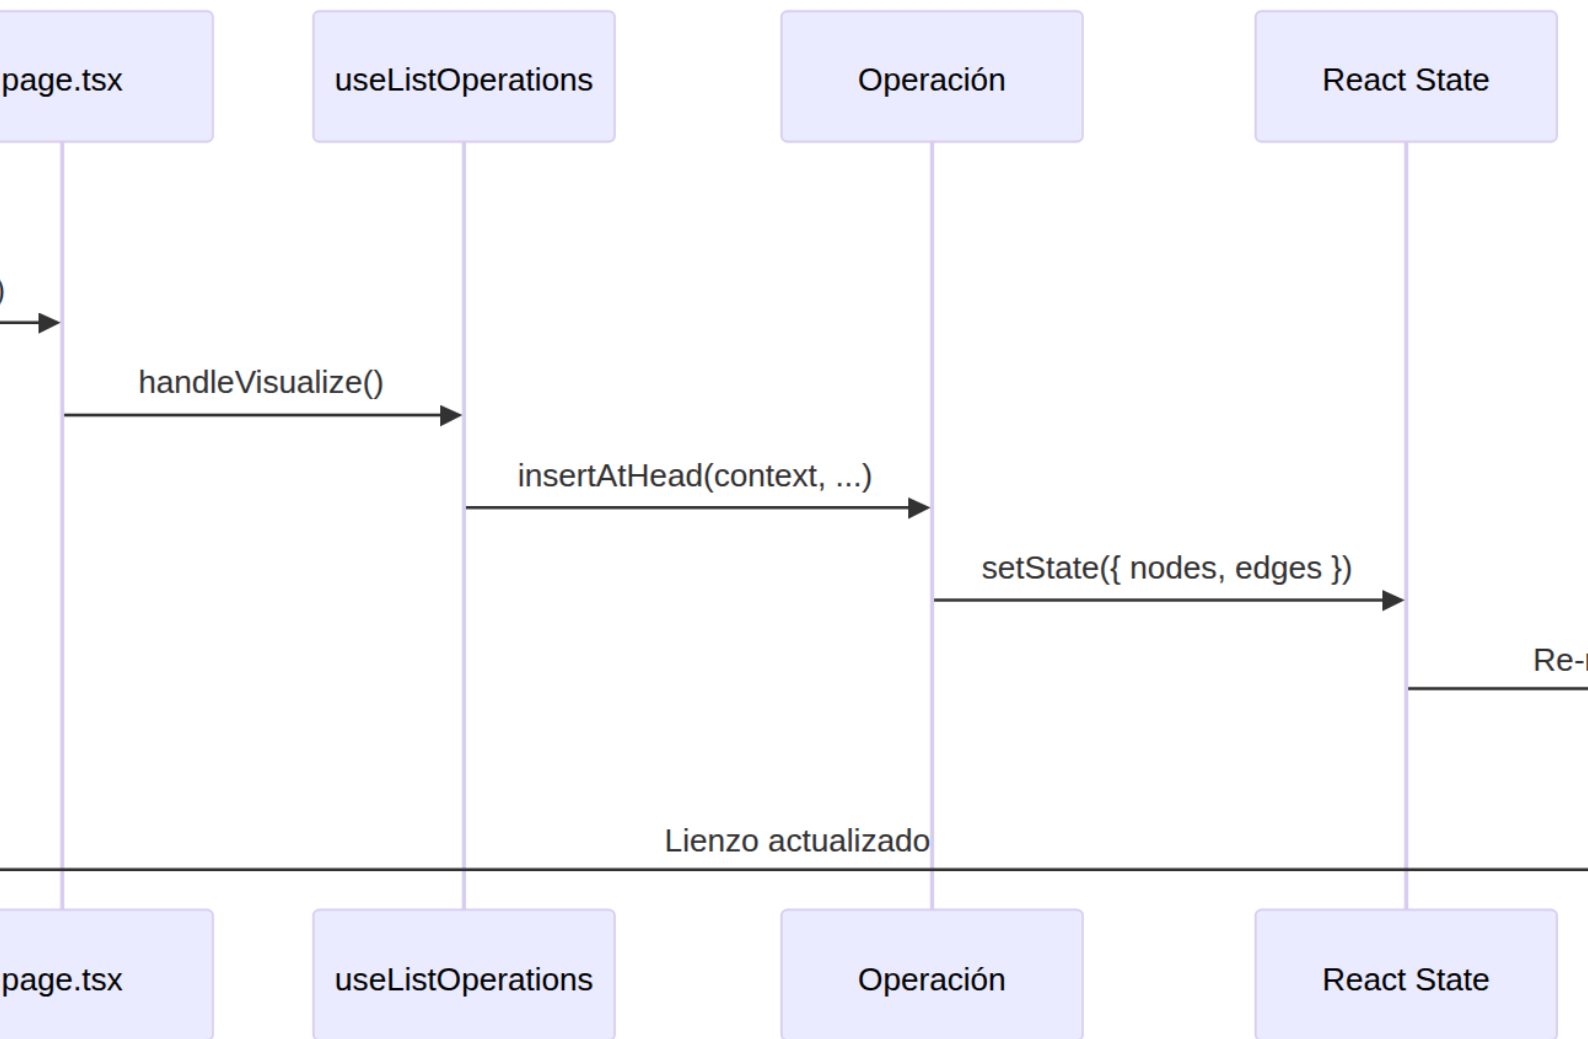 page.tsx
useListOperations
Operación
React State
)
handleVisualize()
insertAtHead(context, ...)
setState({ nodes, edges })
Re-
Lienzo actualizado
page.tsx
useListOperations
Operación
React State